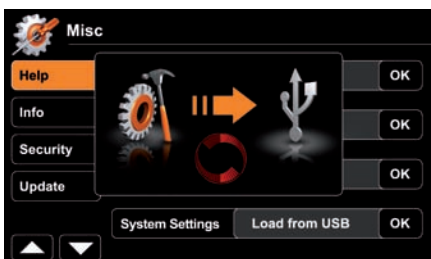 Misc
Help
OK
Info
OK
Security
OK
Update
System Settings Load from USB OK